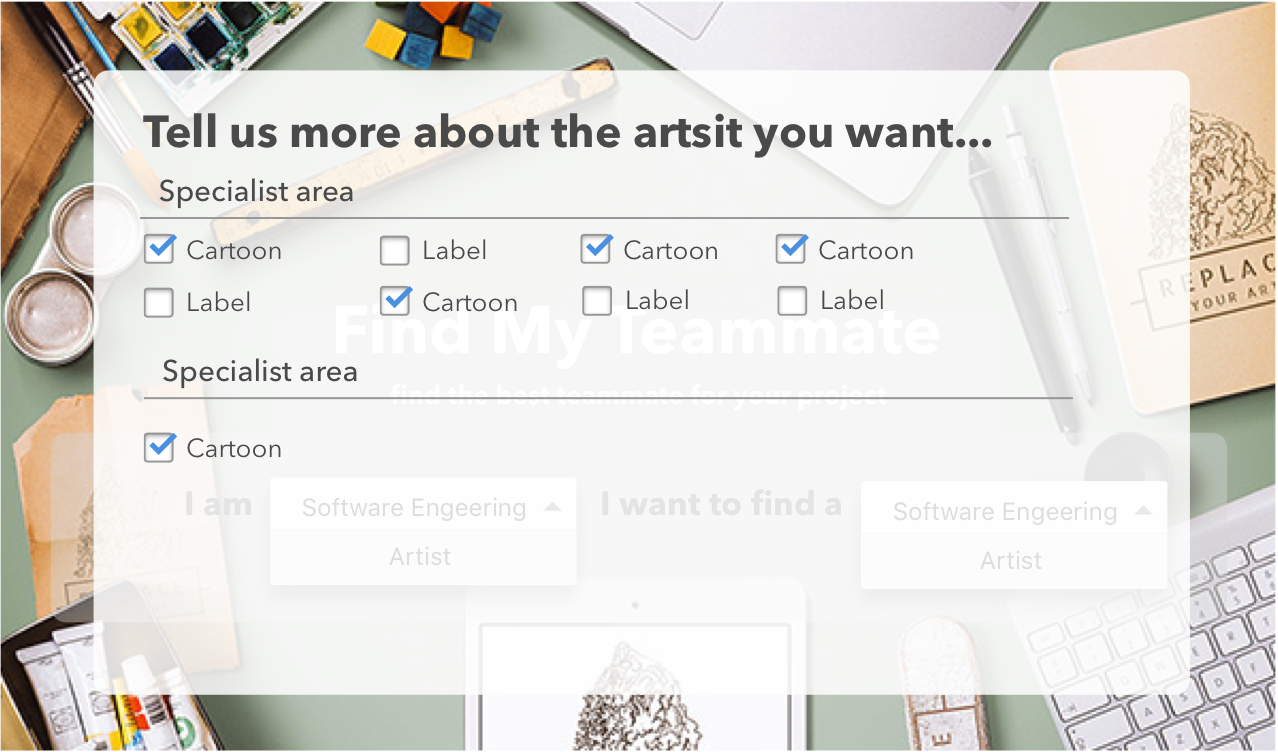 Tell us more about the artsit you want...
Specialist area
Cartoon Label Cartoon Cartoon
Label Cartoon Label Label
Find My Teammate
find the best teammate for your project
Specialist area
Cartoon
I am Software Engeering I want to find a Software Engeering
Artist Artist
REPLAC
YOUR AR